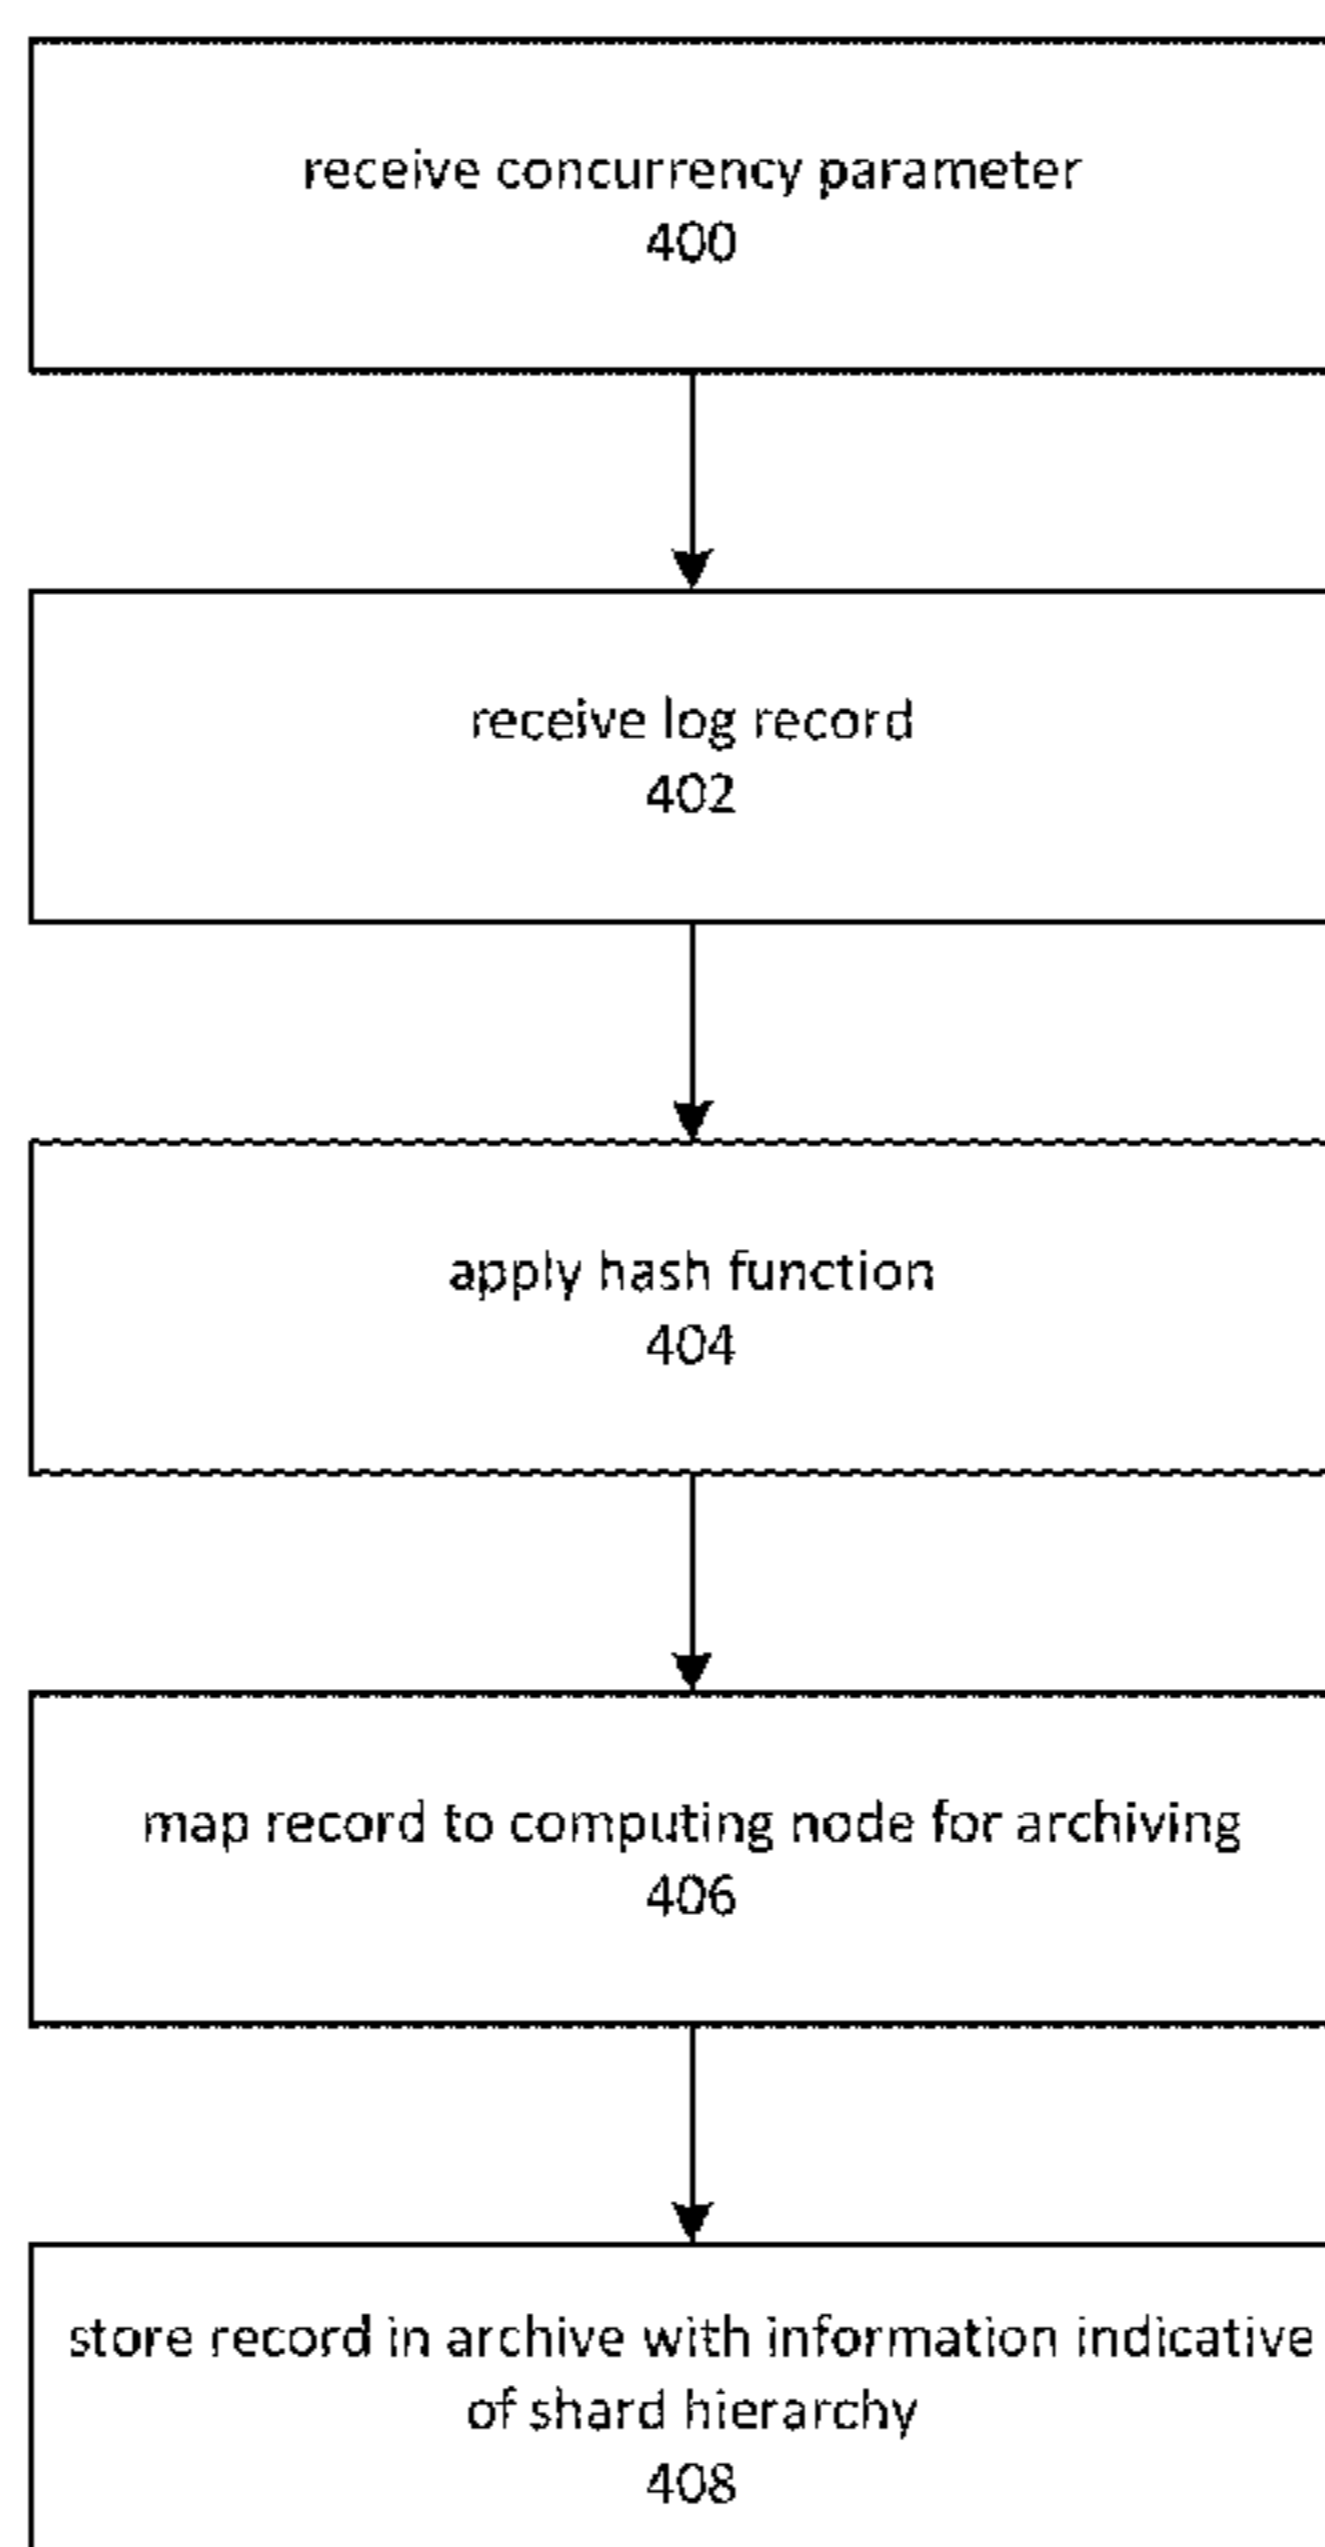 receive concurrency parameter
400
receive log record
402
apply hash function
404
map record to computing node for archiving
406
store record in archive with information indicative
of shard hierarchy
408